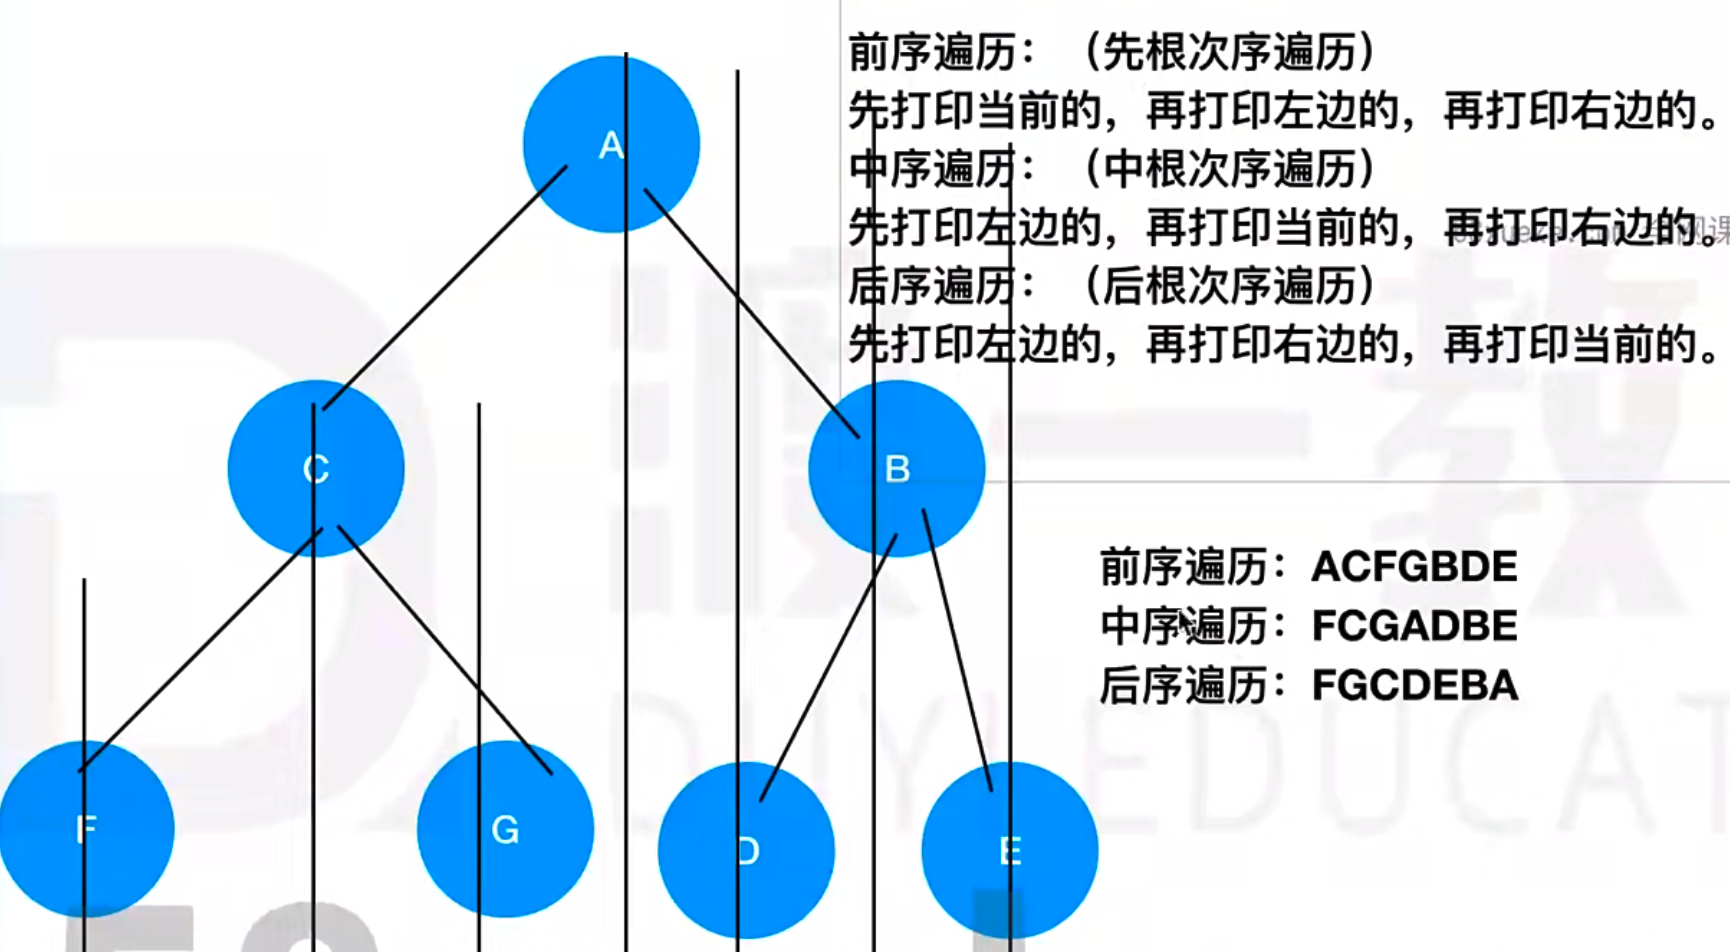 前序遍历：（先根次序遍历）
先打印当前的，再打印左边的，再打印右边的。
中序遍历：（中根次序遍历）
先打印左边的，再打印当前的，再打印右边的。
后序遍历：（后根次序遍历）
先打印左边的，再打印右边的，再打印当前的。
A
C
B
F
G
D
E
前序遍历：ACFGBDE
中序遍历：FCGADBE
后序遍历：FGCDEBA
渡一教
DUYI EDUCAT